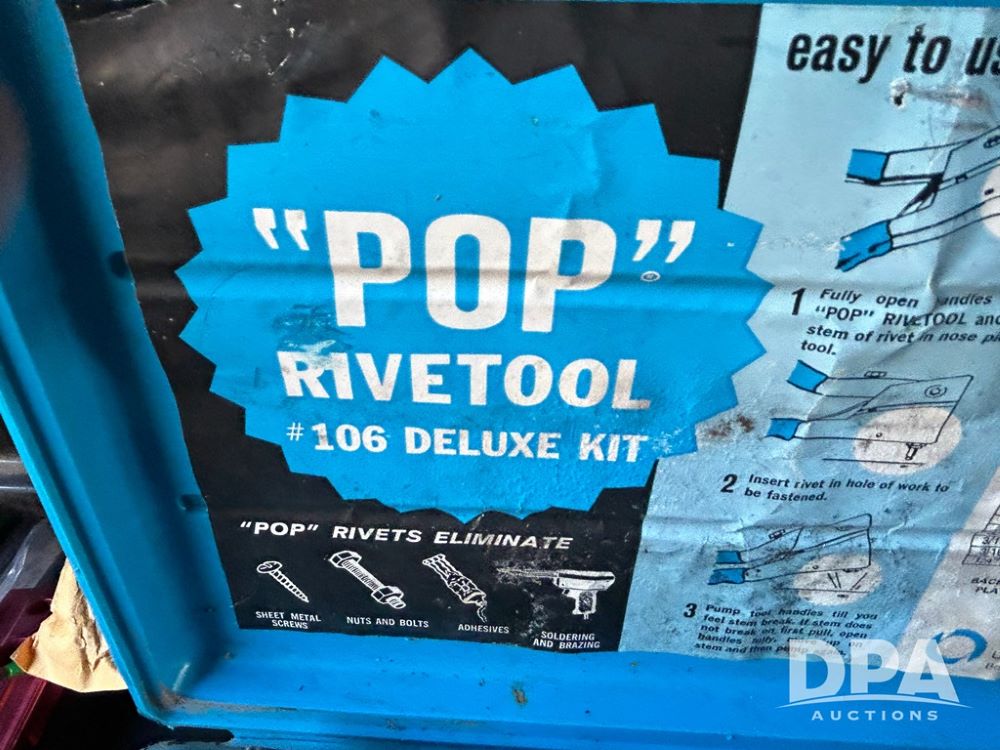 “POP”
RIVETOOL
# 106 DELUXE KIT
"POP" RIVETS ELIMINATE
SHEET METAL
SCREWS
NUTS AND BOLTS
ADHESIVES
SOLDERING
AND BRAZING
easy to
1 Fully open handles
"POP" RIVETOOL and
stem of rivet in nose
tool.
2 Insert rivet in hole of work to
be fastened.
3 Pump tool handles till you
feel stem break. If stem does
not break on first pull, open
handles fully, up on
stem and then
DPA
AUCTIONS